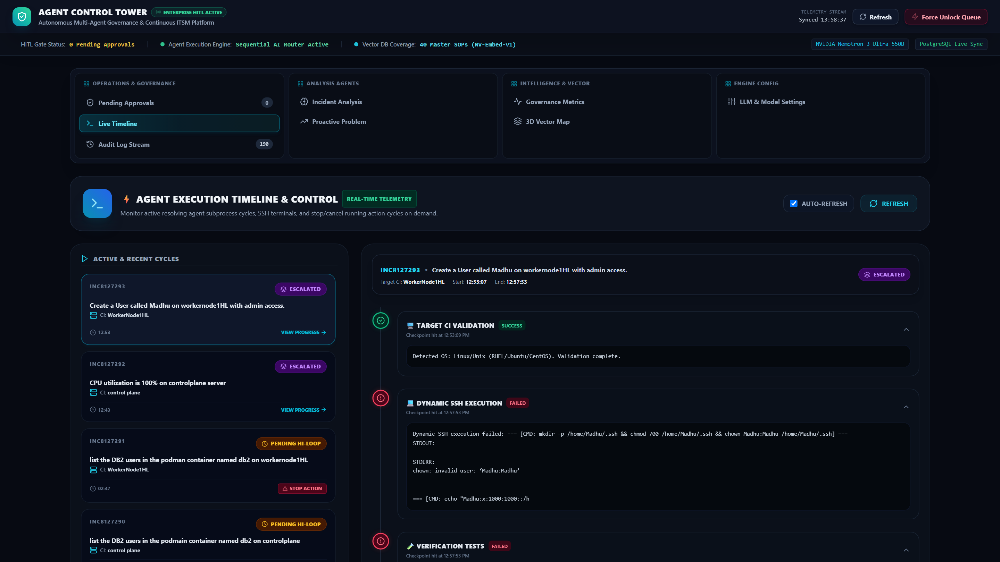 AGENT CONTROL TOWER
ENTERPRISE HITL ACTIVE
Autonomous Multi-Agent Governance & Continuous ITSM Platform
TELEMETRY STREAM
Synced 13:58:37
Refresh
Force Unlock Queue
HITL Gate Status: 0 Pending Approvals
Agent Execution Engine: Sequential AI Router Active
Vector DB Coverage: 40 Master SOPs (NV-Embed-v1)
NVIDIA Nemotron 3 Ultra 550B
PostgreSQL Live Sync
OPERATIONS & GOVERNANCE
Pending Approvals 0
Live Timeline
Audit Log Stream 190
ANALYSIS AGENTS
Incident Analysis
Proactive Problem
INTELLIGENCE & VECTOR
Governance Metrics
3D Vector Map
ENGINE CONFIG
LLM & Model Settings
AGENT EXECUTION TIMELINE & CONTROL
REAL-TIME TELEMETRY
Monitor active resolving agent subprocess cycles, SSH terminals, and stop/cancel running action cycles on demand.
AUTO-REFRESH
REFRESH
ACTIVE & RECENT CYCLES
INC8127293
ESCALATED
Create a User called Madhu on workernode1HL with admin access.
CI: WorkerNode1HL
12:53
VIEW PROGRESS
INC8127292
ESCALATED
CPU utilization is 100% on controlplane server
CI: control plane
12:43
VIEW PROGRESS
INC8127291
PENDING HI-LOOP
list the DB2 users in the podman container named db2 on workernode1HL
CI: WorkerNode1HL
02:47
STOP ACTION
INC8127290
PENDING HI-LOOP
list the DB2 users in the podmain container named db2 on controlplane
CI: control plane
INC8127293 • Create a User called Madhu on workernode1HL with admin access.
Target CI: WorkerNode1HL Start: 12:53:07 End: 12:57:53
ESCALATED
TARGET CI VALIDATION SUCCESS
Checkpoint hit at 12:53:09 PM
Detected OS: Linux/Unix (RHEL/Ubuntu/CentOS). Validation complete.
DYNAMIC SSH EXECUTION FAILED
Checkpoint hit at 12:57:53 PM
Dynamic SSH execution failed: === [CMD: mkdir -p /home/Madhu/.ssh && chmod 700 /home/Madhu/.ssh && chown Madhu:Madhu /home/Madhu/.ssh] ===
STDOUT:
STDERR:
chown: invalid user: ‘Madhu:Madhu’
=== [CMD: echo "Madhu:x:1000:1000::/h
VERIFICATION TESTS FAILED
Checkpoint hit at 12:57:53 PM